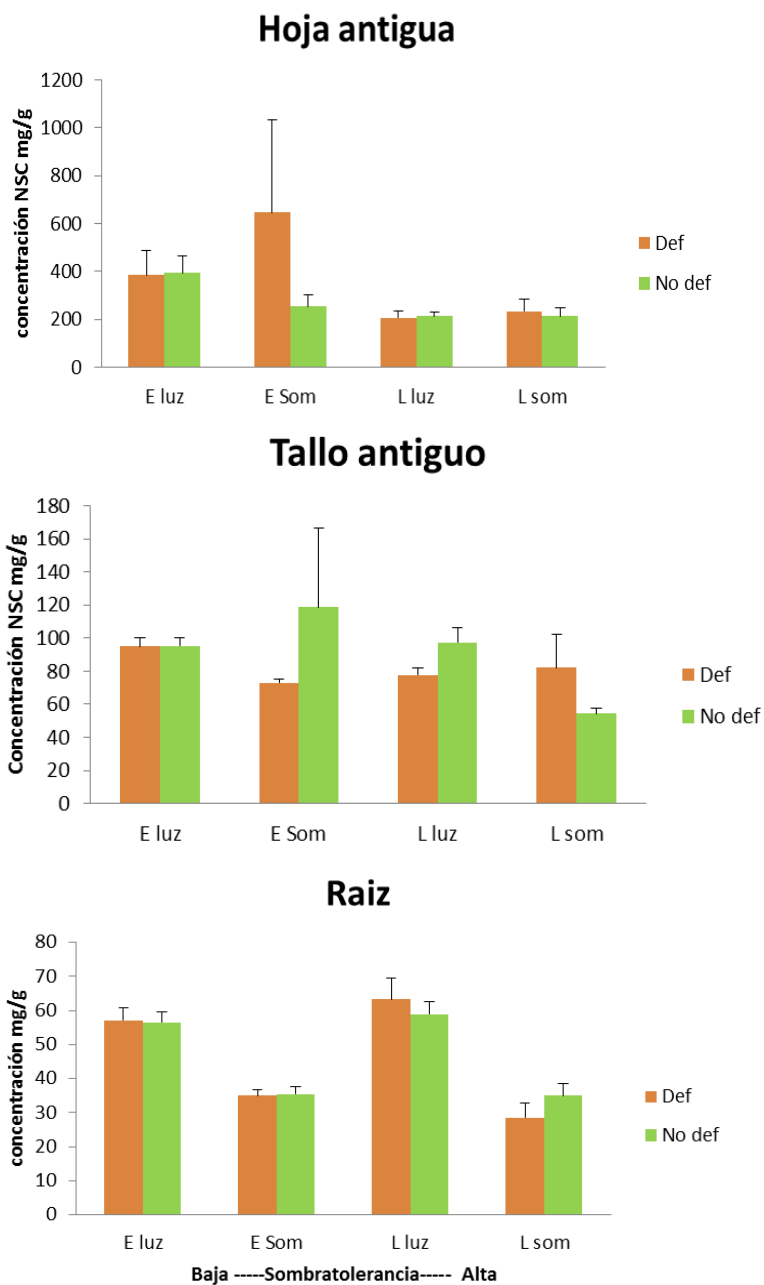 Hoja antigua
concentración NSC mg/g
1200
1000
800
600
400
200
0
E luz E Som L luz L som
Def
No def
Tallo antiguo
Concentración NSC mg/g
180
160
140
120
100
80
60
40
20
0
E luz E Som L luz L som
Def
No def
Raiz
concentración mg/g
80
70
60
50
40
30
20
10
0
E luz E Som L luz L som
Def
No def
Baja -----Sombratolerancia----- Alta